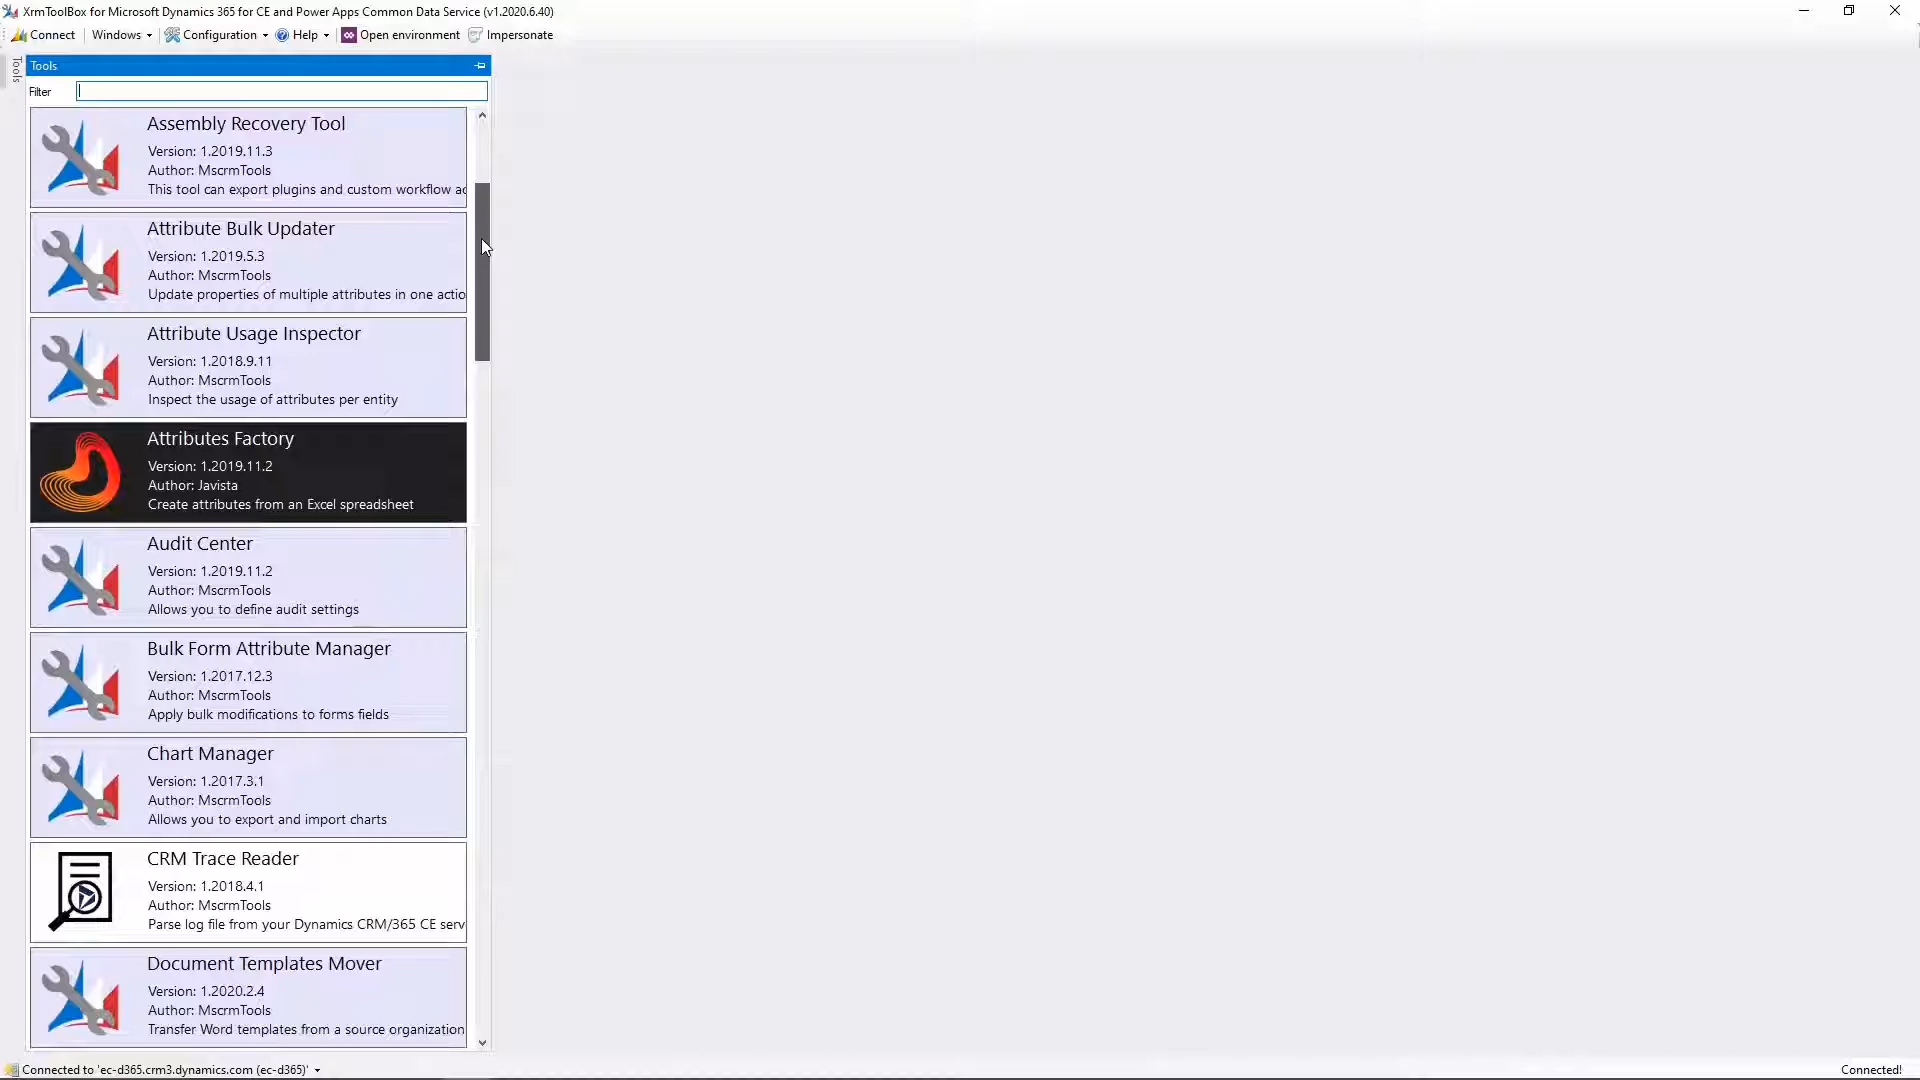 XrmToolBox for Microsoft Dynamics 365 for CE and Power Apps Common Data Service (v1.2020.6.40)
Connect Windows Configuration Help Open environment Impersonate
Tools
Tools
Filter
Assembly Recovery Tool
Version: 1.2019.11.3
Author: MscrmTools
This tool can export plugins and custom workflow ac
Attribute Bulk Updater
Version: 1.2019.5.3
Author: MscrmTools
Update properties of multiple attributes in one actio
Attribute Usage Inspector
Version: 1.2018.9.11
Author: MscrmTools
Inspect the usage of attributes per entity
Attributes Factory
Version: 1.2019.11.2
Author: Javista
Create attributes from an Excel spreadsheet
Audit Center
Version: 1.2019.11.2
Author: MscrmTools
Allows you to define audit settings
Bulk Form Attribute Manager
Version: 1.2017.12.3
Author: MscrmTools
Apply bulk modifications to forms fields
Chart Manager
Version: 1.2017.3.1
Author: MscrmTools
Allows you to export and import charts
CRM Trace Reader
Version: 1.2018.4.1
Author: MscrmTools
Parse log file from your Dynamics CRM/365 CE serv
Document Templates Mover
Version: 1.2020.2.4
Author: MscrmTools
Transfer Word templates from a source organization
Connected to 'ec-d365.crm3.dynamics.com (ec-d365)' Connected!